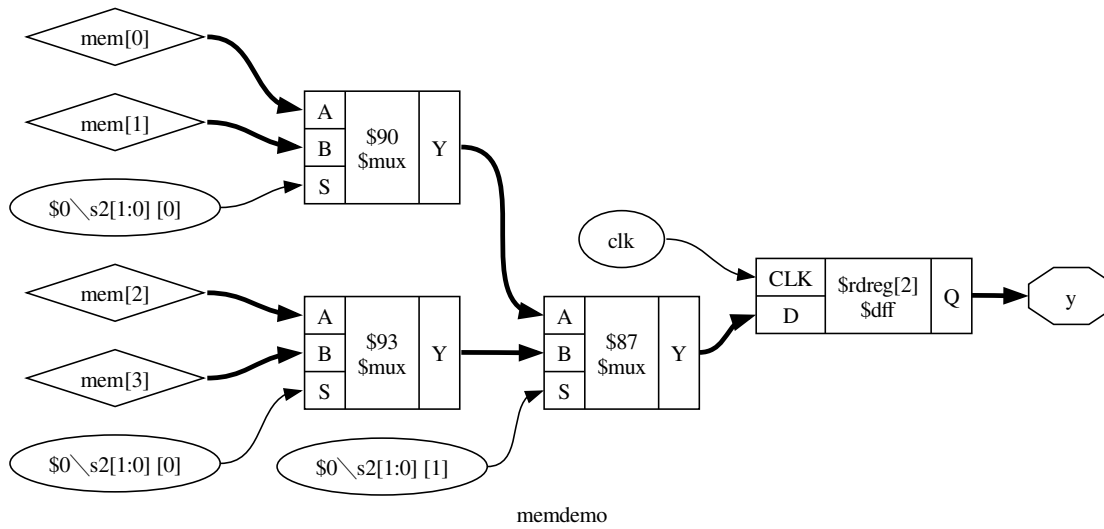 mem[0]
mem[1]
$0\s2[1:0] [0]
A
B
S
$90
$mux
Y
mem[2]
mem[3]
$0\s2[1:0] [0]
A
B
S
$93
$mux
Y
$0\s2[1:0] [1]
A
B
S
$87
$mux
Y
clk
CLK
D
$rdreg[2]
$dff
Q
y
memdemo